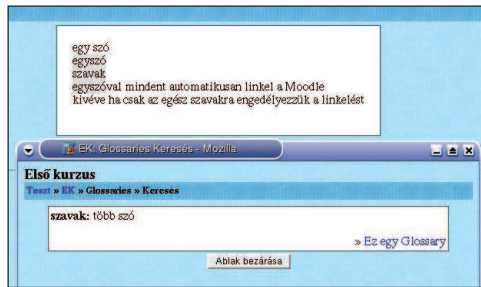 egy szó
egyszó
szavak
egyszóval mindent automatikusan linkel a Moodle
kivéve ha csak az egész szavakra engedélyezzük a linkelést
EK: Glossaries Keresés - Mozilla
Első kurzus
Teszt » EK » Glossaries » Keresés
szavak: több szó
» Ez egy Glossary
Ablak bezárása